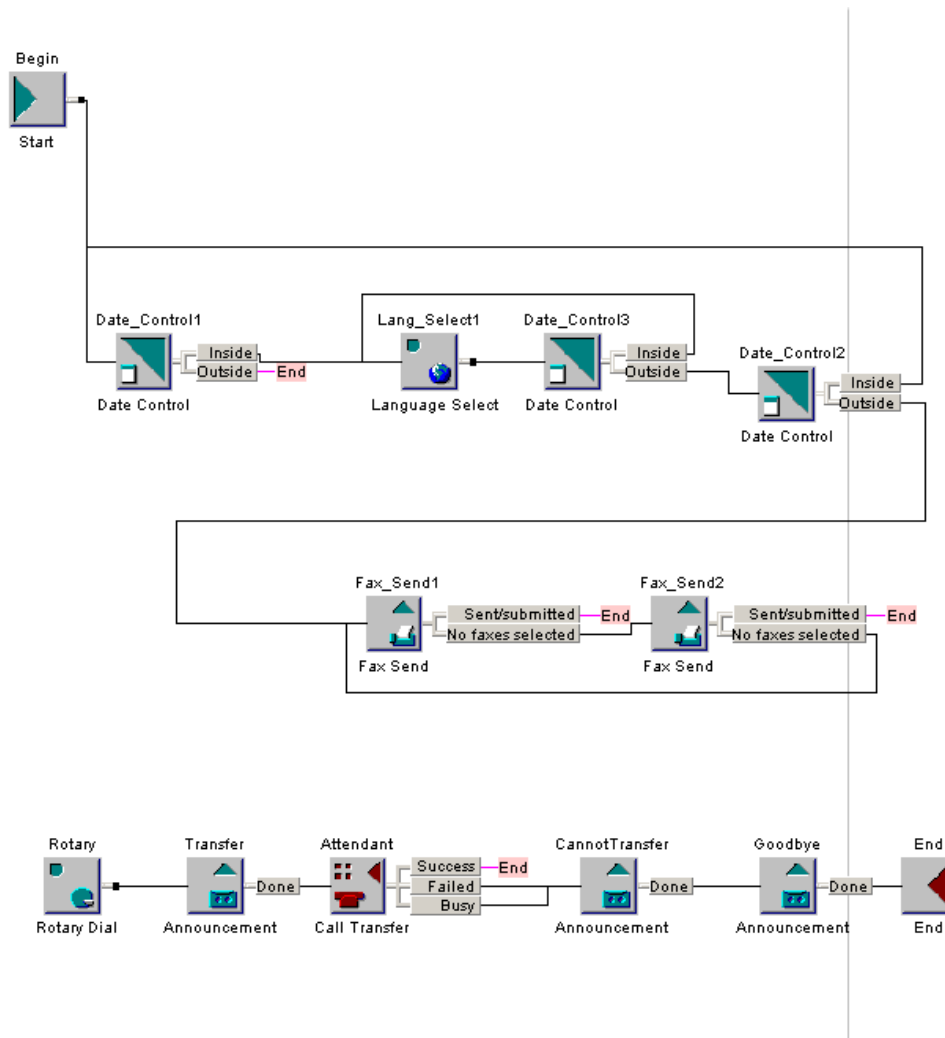 Begin
Start
Date_Control1
Inside
Outside
End
Date Control
Lang_Select1
Language Select
Date_Control3
Inside
Outside
Date Control
Date_Control2
Inside
Outside
Date Control
Fax_Send1
Sent/submitted
End
No faxes selected
Fax Send
Fax_Send2
Sent/submitted
End
No faxes selected
Fax Send
Rotary
Rotary Dial
Transfer
Done
Announcement
Attendant
Success
End
Failed
Busy
Call Transfer
CannotTransfer
Done
Announcement
Goodbye
Done
Announcement
End
End